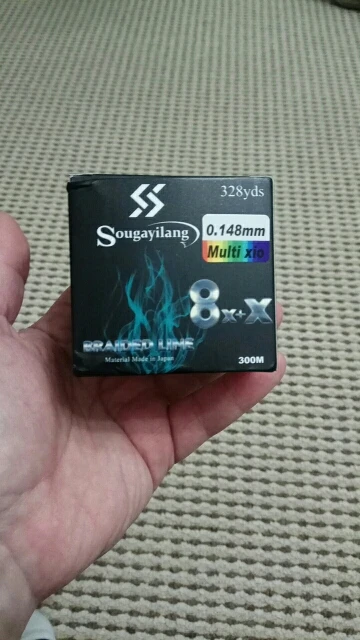 328yds
Sougayilang
0.148mm
Multi xio
8X+X
BRAIDED LINE
Material Made in Japan
300M